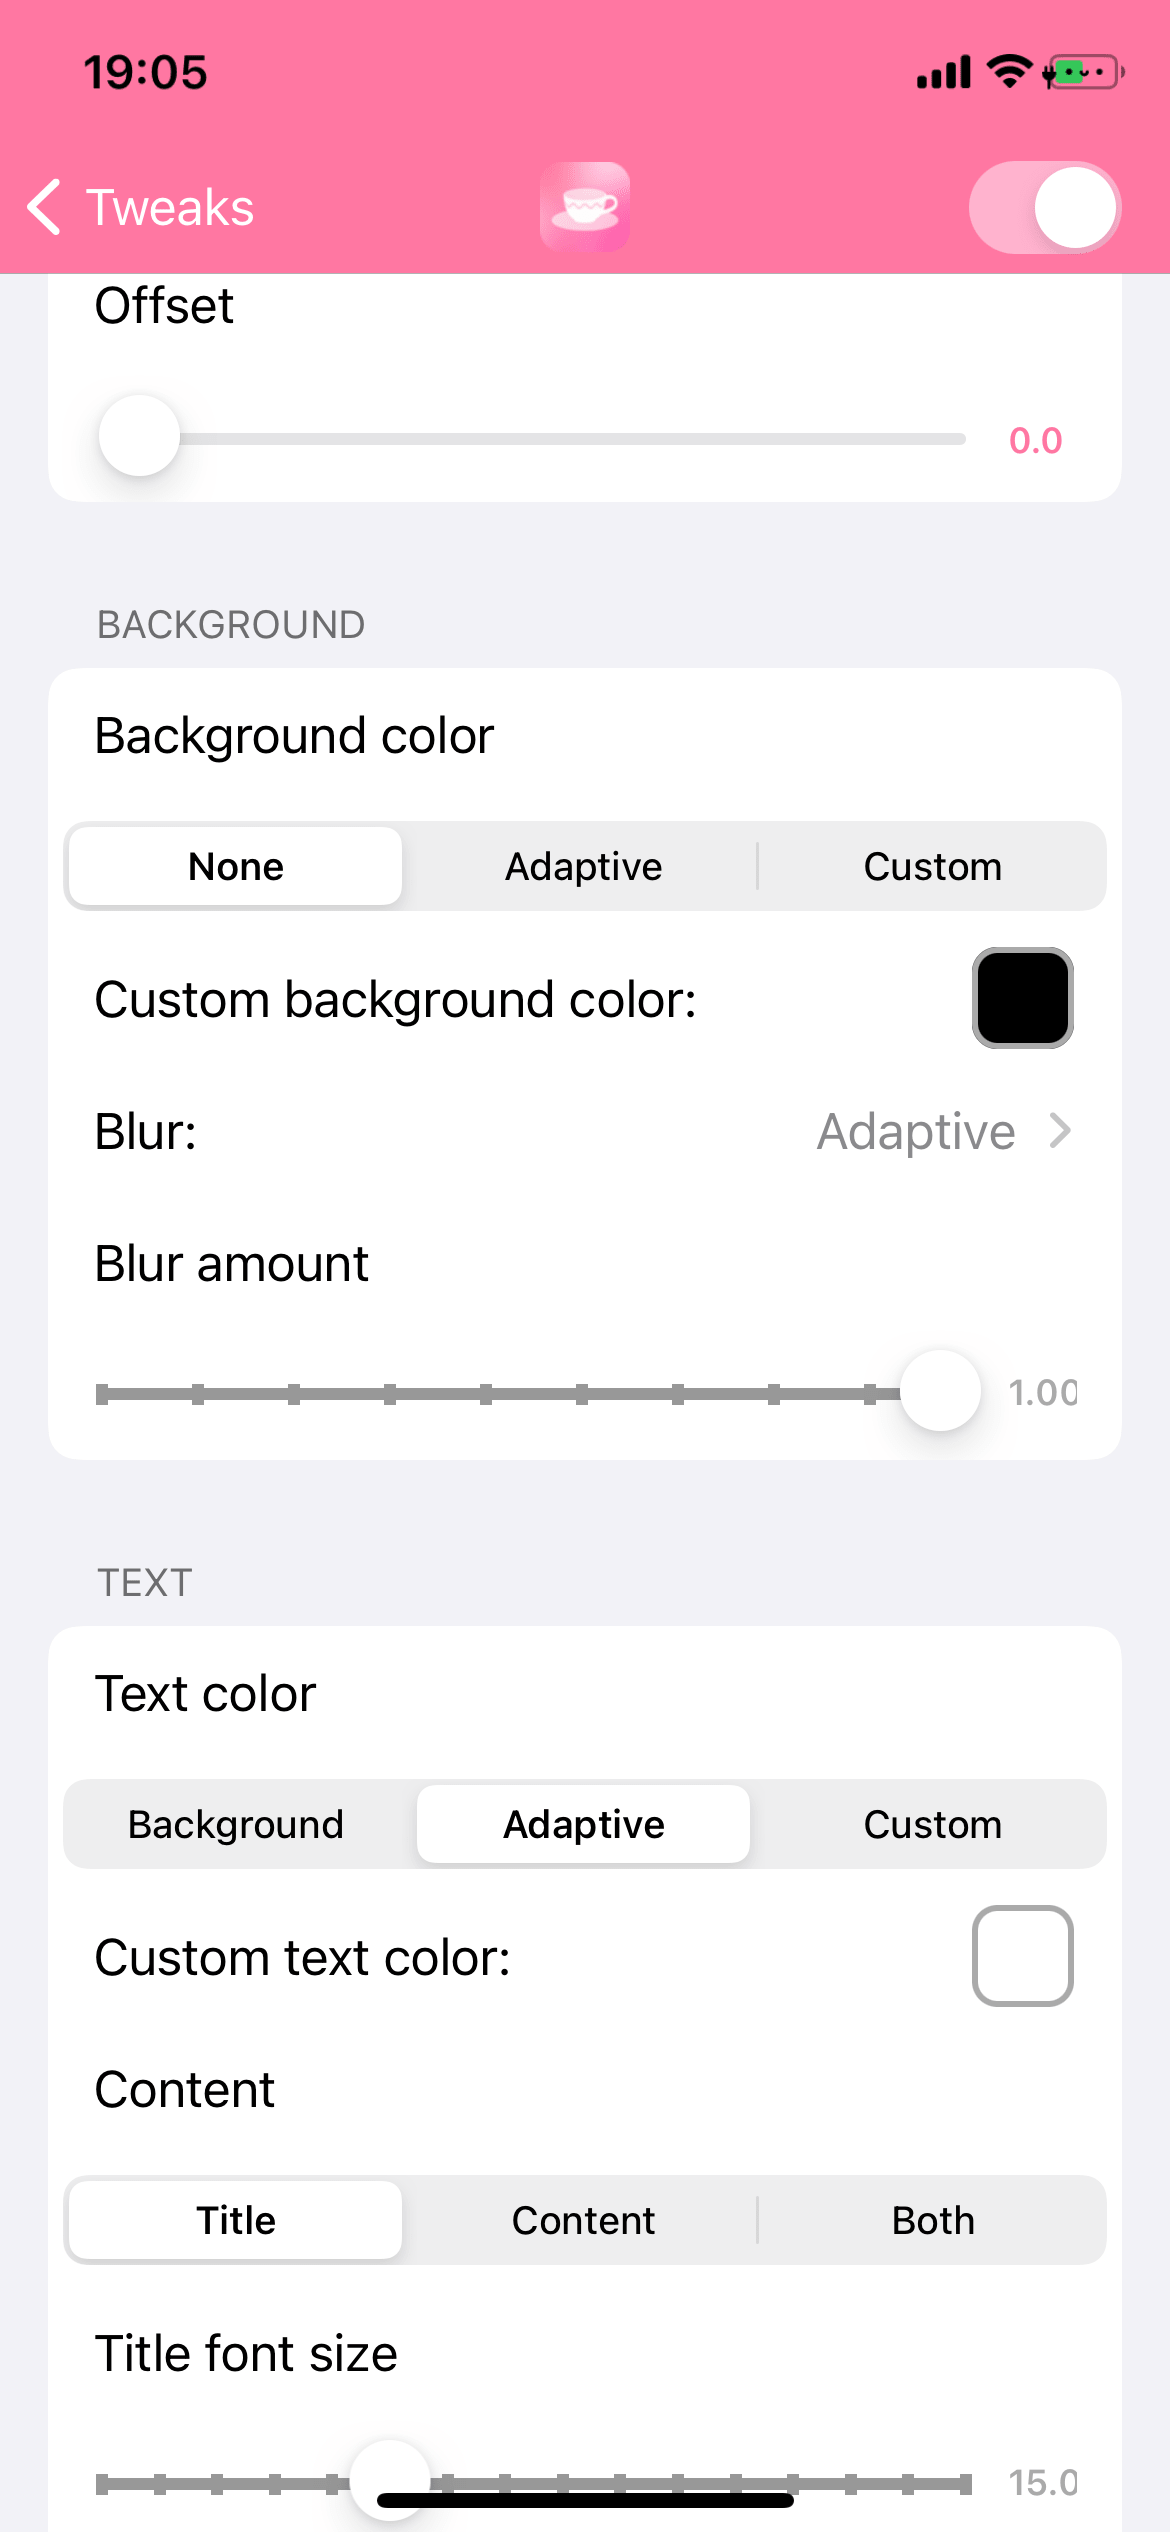 19:05
Tweaks
Offset
0.0
BACKGROUND
Background color
None Adaptive Custom
Custom background color:
Blur: Adaptive
Blur amount
1.00
TEXT
Text color
Background Adaptive Custom
Custom text color:
Content
Title Content Both
Title font size
15.0